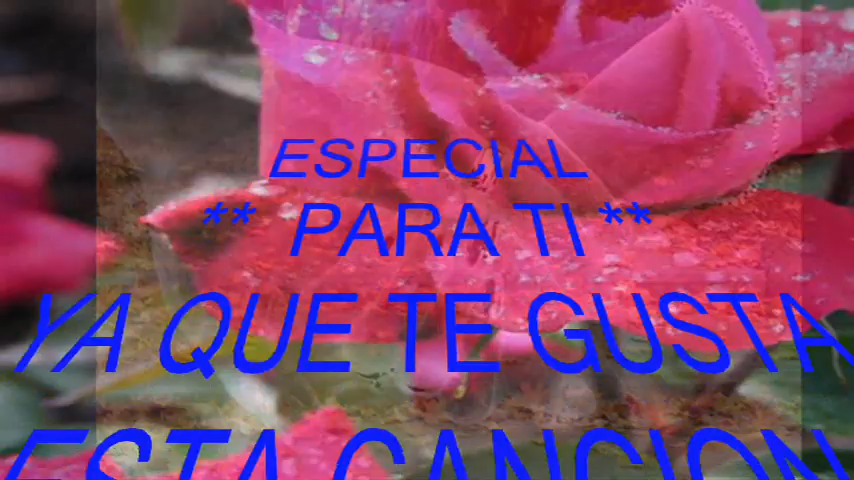 ESPECIAL
** PARA TI **
YA QUE TE GUSTA
ESTA CANCION